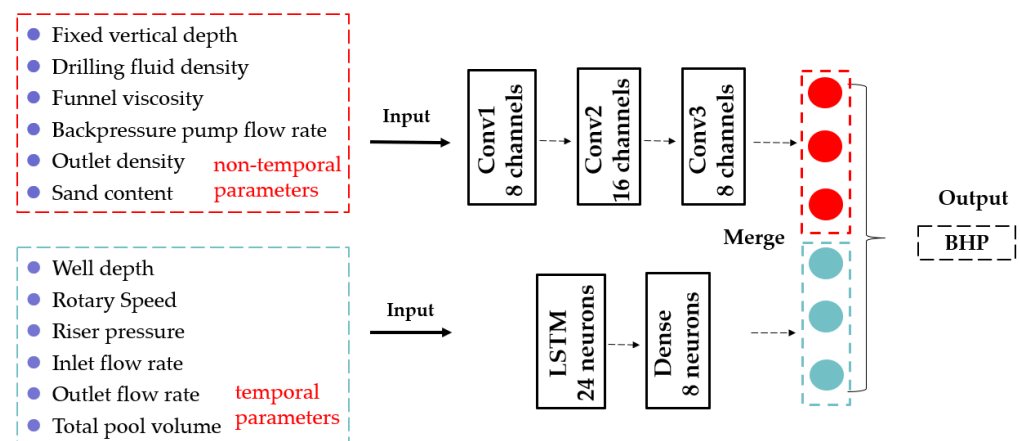 Fixed vertical depth
Drilling fluid density
Funnel viscosity
Backpressure pump flow rate
Outlet density
Sand content
non-temporal
parameters
Input
Conv1
8 channels
Conv2
16 channels
Conv3
8 channels
Merge
Output
BHP
Well depth
Rotary Speed
Riser pressure
Inlet flow rate
Outlet flow rate
Total pool volume
temporal
parameters
Input
LSTM
24 neurons
Dense
8 neurons